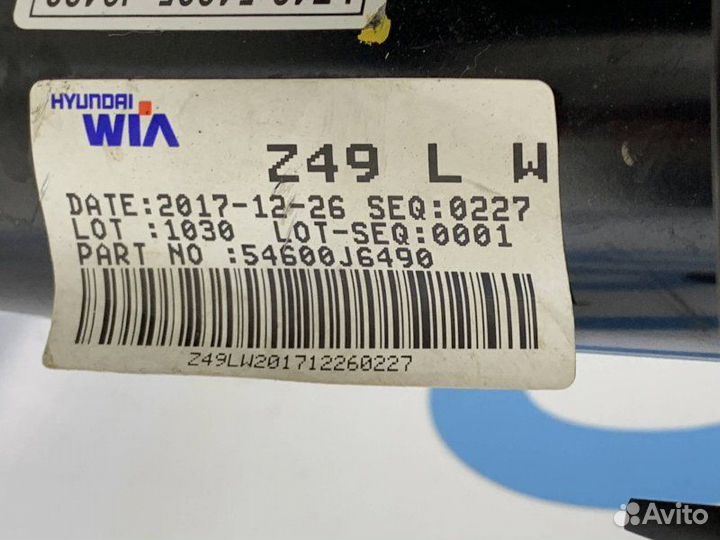 HYUNDAI
WIA
Z49 L W
DATE:2017-12-26 SEQ:0227
LOT :1030 LOT-SEQ:0001
PART NO :54600J6490
Z49LW201712260227
Avito